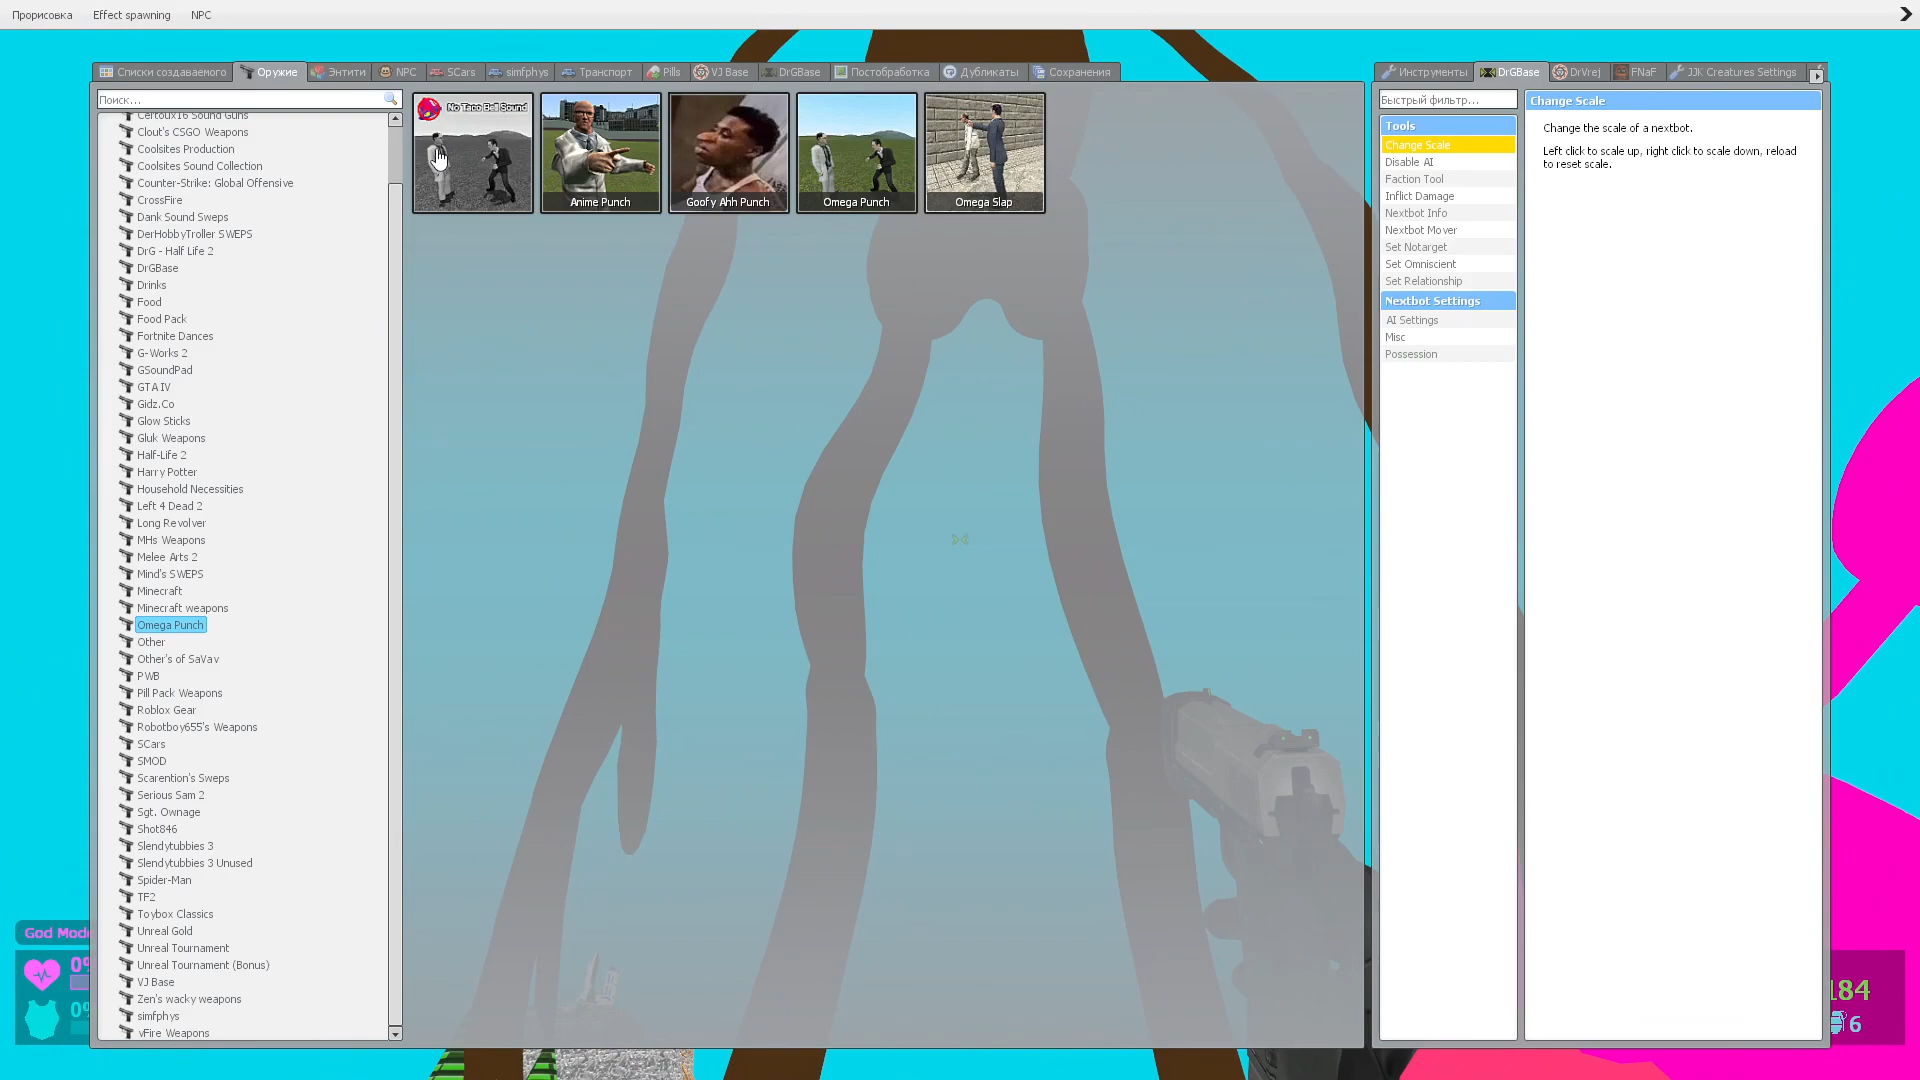 Прорисовка Effect spawning NPC
Списки создаваемого Оружие Энтити NPC SCars simfphys Транспорт Pills VJ Base DrGBase Постобработка Дубликаты Сохранения
Инструменты DrGBase DrVrej FNaF JJK Creatures Settings
Поиск...
Certoux16 Sound Guns
Clout's CSGO Weapons
Coolsites Production
Coolsites Sound Collection
Counter-Strike: Global Offensive
CrossFire
Dank Sound Sweps
DerHobbyTroller SWEPS
DrG - Half Life 2
DrGBase
Drinks
Food
Food Pack
Fortnite Dances
G-Works 2
GSoundPad
GTA IV
Gidz.Co
Glow Sticks
Gluk Weapons
Half-Life 2
Harry Potter
Household Necessities
Left 4 Dead 2
Long Revolver
MHs Weapons
Melee Arts 2
Mind's SWEPS
Minecraft
Minecraft weapons
Omega Punch
Other
Other's of SaVav
PWB
Pill Pack Weapons
Roblox Gear
Robotboy655's Weapons
SCars
SMOD
Scarention's Sweps
Serious Sam 2
Sgt. Ownage
Shot846
Slendytubbies 3
Slendytubbies 3 Unused
Spider-Man
TF2
Toybox Classics
Unreal Gold
Unreal Tournament
Unreal Tournament (Bonus)
VJ Base
Zen's wacky weapons
simfphys
vFire Weapons
No Taco Bell Sound
Anime Punch
Goofy Ahh Punch
Omega Punch
Omega Slap
Быстрый фильтр...
Tools
Change Scale
Disable AI
Faction Tool
Inflict Damage
Nextbot Info
Nextbot Mover
Set Notarget
Set Omniscient
Set Relationship
Nextbot Settings
AI Settings
Misc
Possession
Change Scale
Change the scale of a nextbot.
Left click to scale up, right click to scale down, reload
to reset scale.
God Mode
0%
0%
184
6